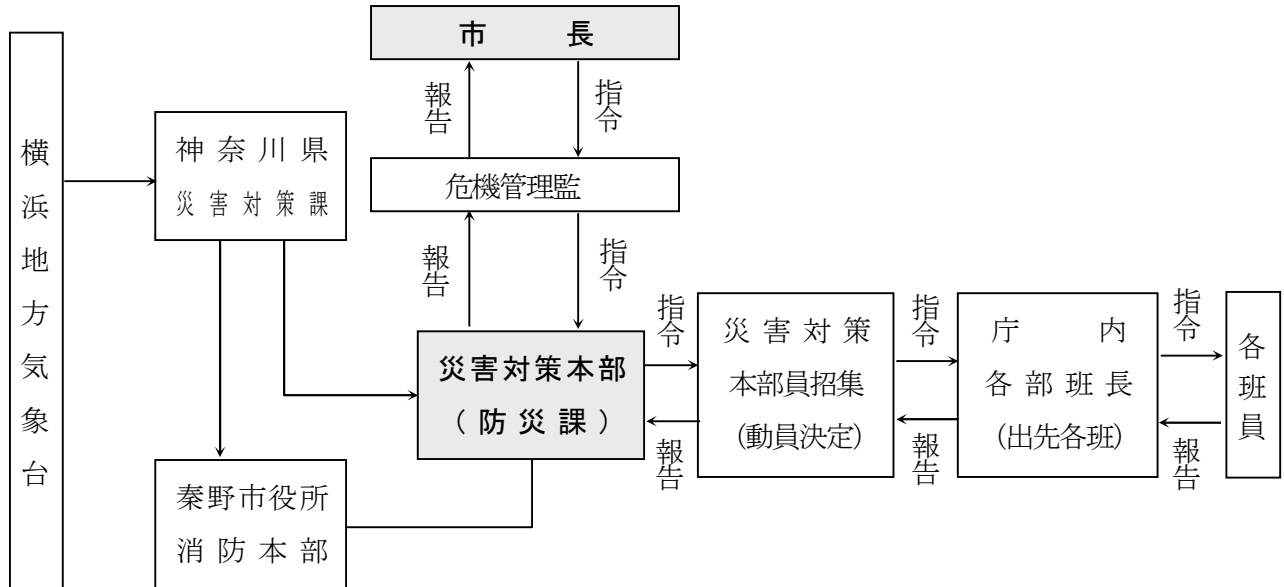 市長
報告
指令
横浜地方気象台
神奈川県
災害対策課
危機管理監
報告
指令
災害対策本部
(防災課)
指令
報告
災害対策
本部員招集
(動員決定)
指令
報告
庁内
各部班長
(出先各班)
指令
報告
各班員
秦野市役所
消防本部